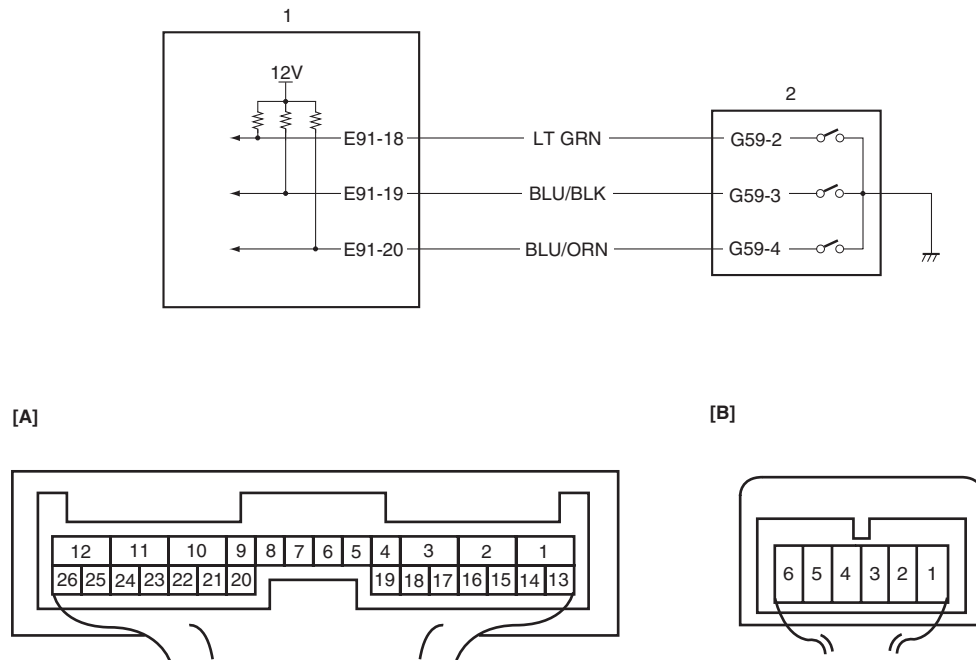 1
12V
2
E91-18 LT GRN G59-2
E91-19 BLU/BLK G59-3
E91-20 BLU/ORN G59-4
[A]
[B]
12 11 10 9 8 7 6 5 4 3 2 1
26 25 24 23 22 21 20 19 18 17 16 15 14 13
6 5 4 3 2 1